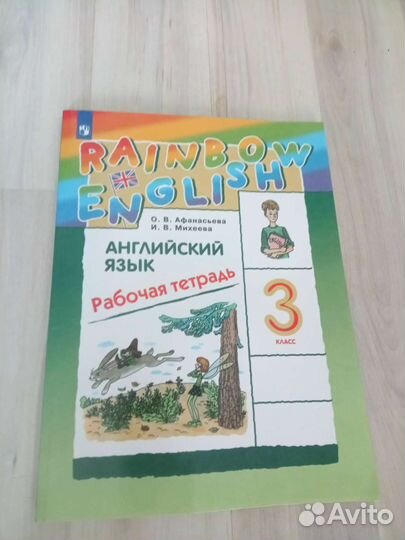 RAINBOW
ENGLISH
О. В. Афанасьева
И. В. Михеева
АНГЛИЙСКИЙ
ЯЗЫК
Рабочая тетрадь
3
КЛАСС
Avito